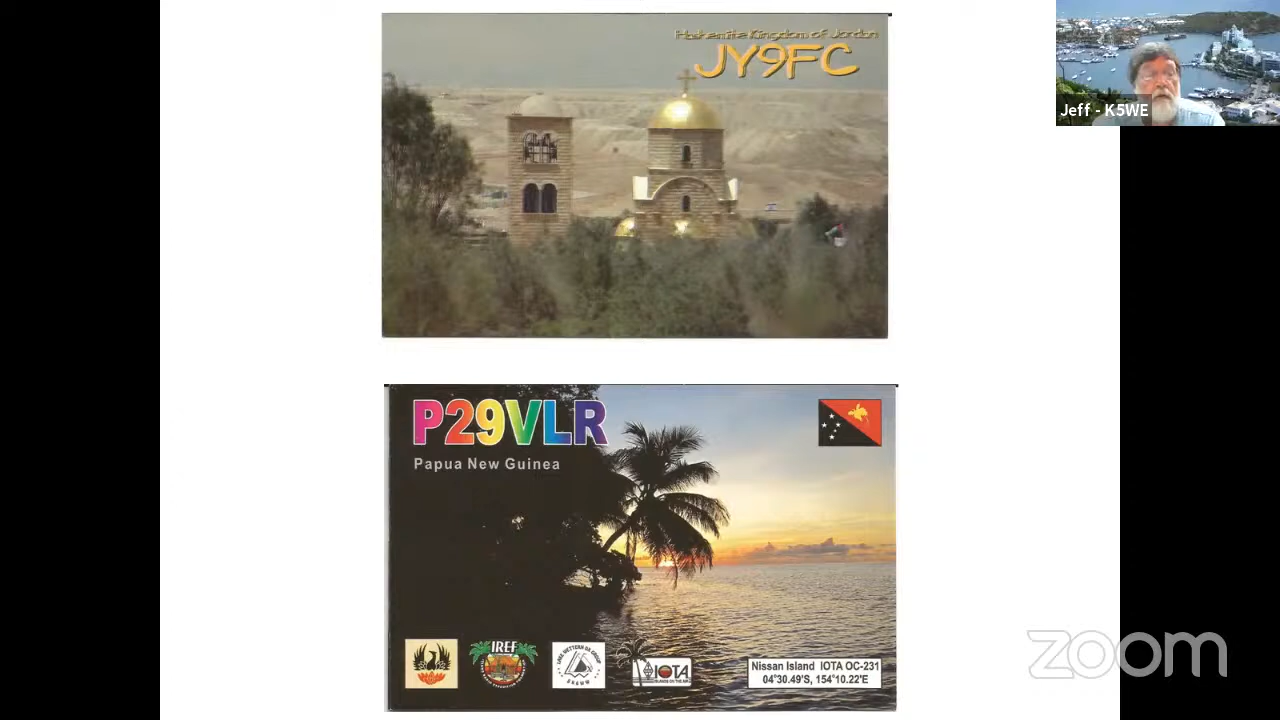 Hashemite Kingdom of Jordan
JY9FC
Jeff - K5WE
P29VLR
Papua New Guinea
IREF
IOTA
Nissan Island IOTA OC-231
04°30.49'S, 154°10.22'E
zoom